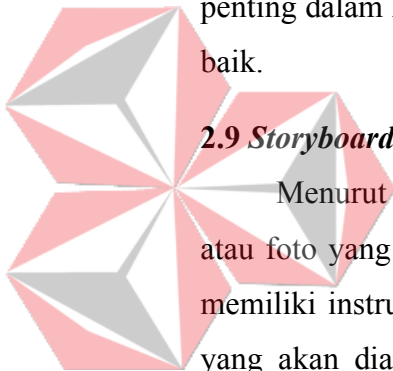 penting dalam
baik.
2.9 Storyboard
Menurut
atau foto yang
memiliki instru
yang akan dia